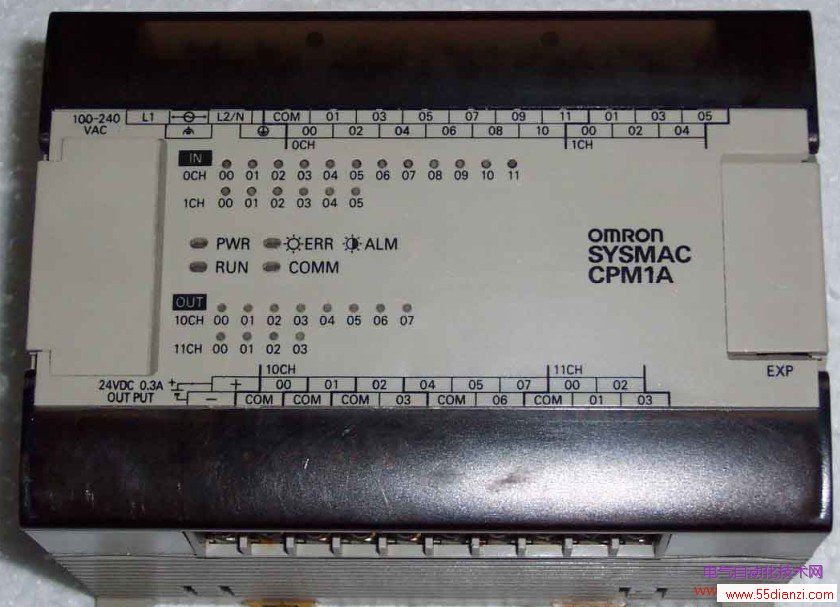 100-240 L1 L2/N COM 01 03 05 07 09 11 01 03 05
VAC 00 02 04 06 08 10 00 02 04
0CH 1CH
IN
0CH 00 01 02 03 04 05 06 07 08 09 10 11
1CH 00 01 02 03 04 05
PWR ERR ALM
RUN COMM
OMRON
SYSMAC
CPM1A
OUT
10CH 00 01 02 03 04 05 06 07
11CH 00 01 02 03
EXP
10CH 11CH
24VDC 0.3A + + 00 01 02 04 05 07 00 02
OUT PUT - - COM COM COM 03 COM 06 COM 01 03
电气自动化技术网
www.55dianzi.com